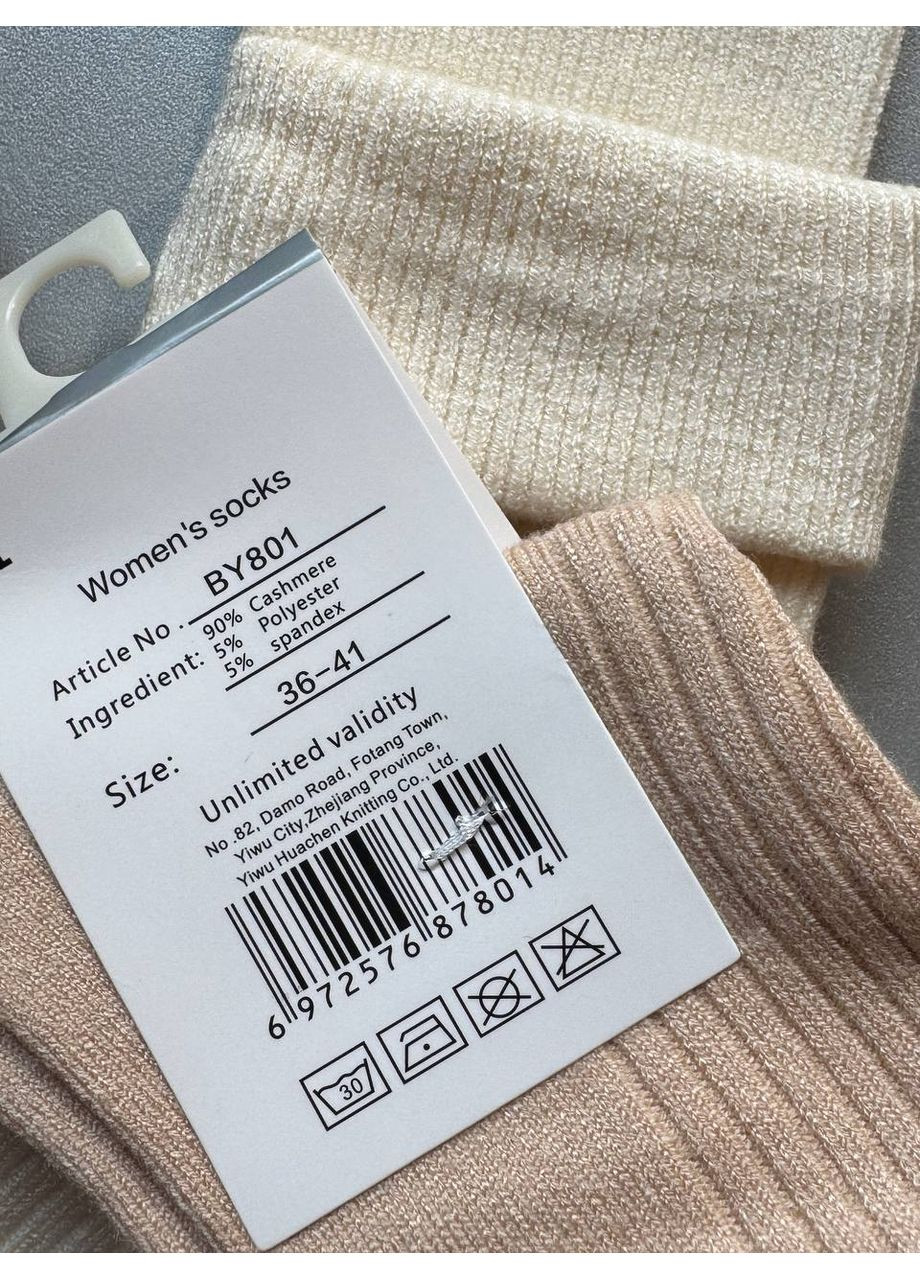 Women's socks
Article No . BY801
Ingredient: 90% Cashmere
5% Polyester
5% spandex
Size: 36-41
Unlimited validity
No .82, Damo Road, Fotang Town,
Yiwu City,Zhejiang Province,
Yiwu Huachen Knitting Co., Ltd.
6 972576 878014
30